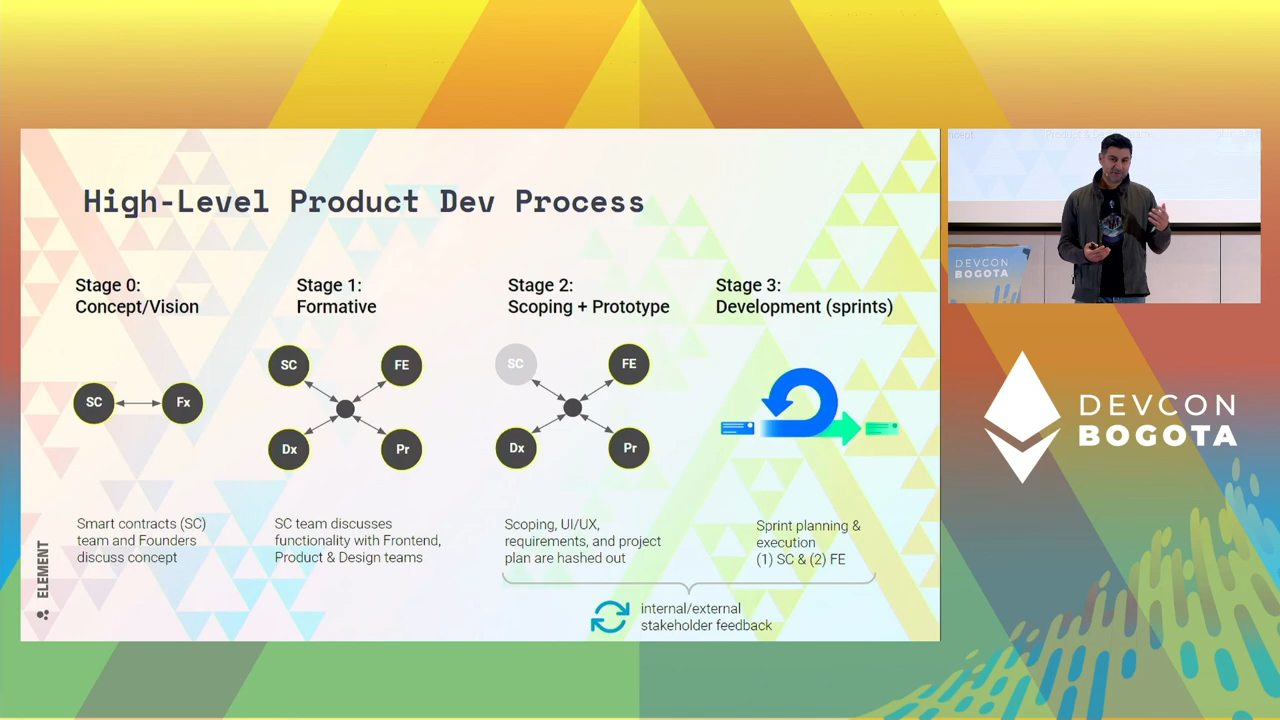 High-Level Product Dev Process
Stage 0:
Concept/Vision
Stage 1:
Formative
Stage 2:
Scoping + Prototype
Stage 3:
Development (sprints)
SC
Fx
SC
FE
Dx
Pr
SC
FE
Dx
Pr
Smart contracts (SC)
team and Founders
discuss concept
SC team discusses
functionality with Frontend,
Product & Design teams
Scoping, UI/UX,
requirements, and project
plan are hashed out
Sprint planning &
execution
(1) SC & (2) FE
internal/external
stakeholder feedback
ELEMENT
DEVCON
BOGOTA
DEVCON
BOGOTA